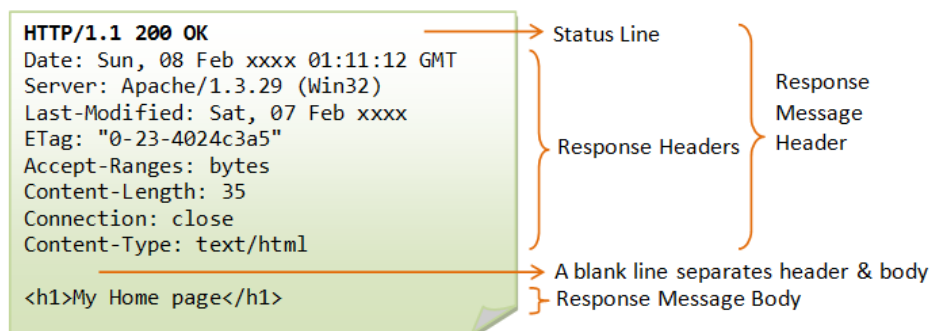 HTTP/1.1 200 OK
Date: Sun, 08 Feb xxxx 01:11:12 GMT
Server: Apache/1.3.29 (Win32)
Last-Modified: Sat, 07 Feb xxxx
ETag: "0-23-4024c3a5"
Accept-Ranges: bytes
Content-Length: 35
Connection: close
Content-Type: text/html
<h1>My Home page</h1>
Status Line
Response Headers
Response
Message
Header
A blank line separates header & body
Response Message Body